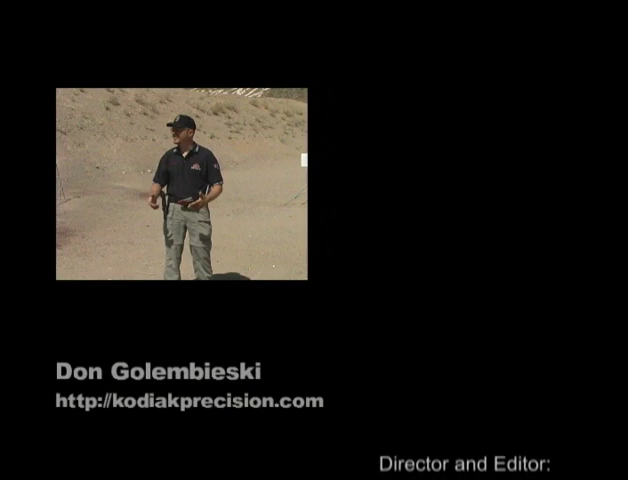 Don Golembieski
http://kodiakprecision.com
Director and Editor: